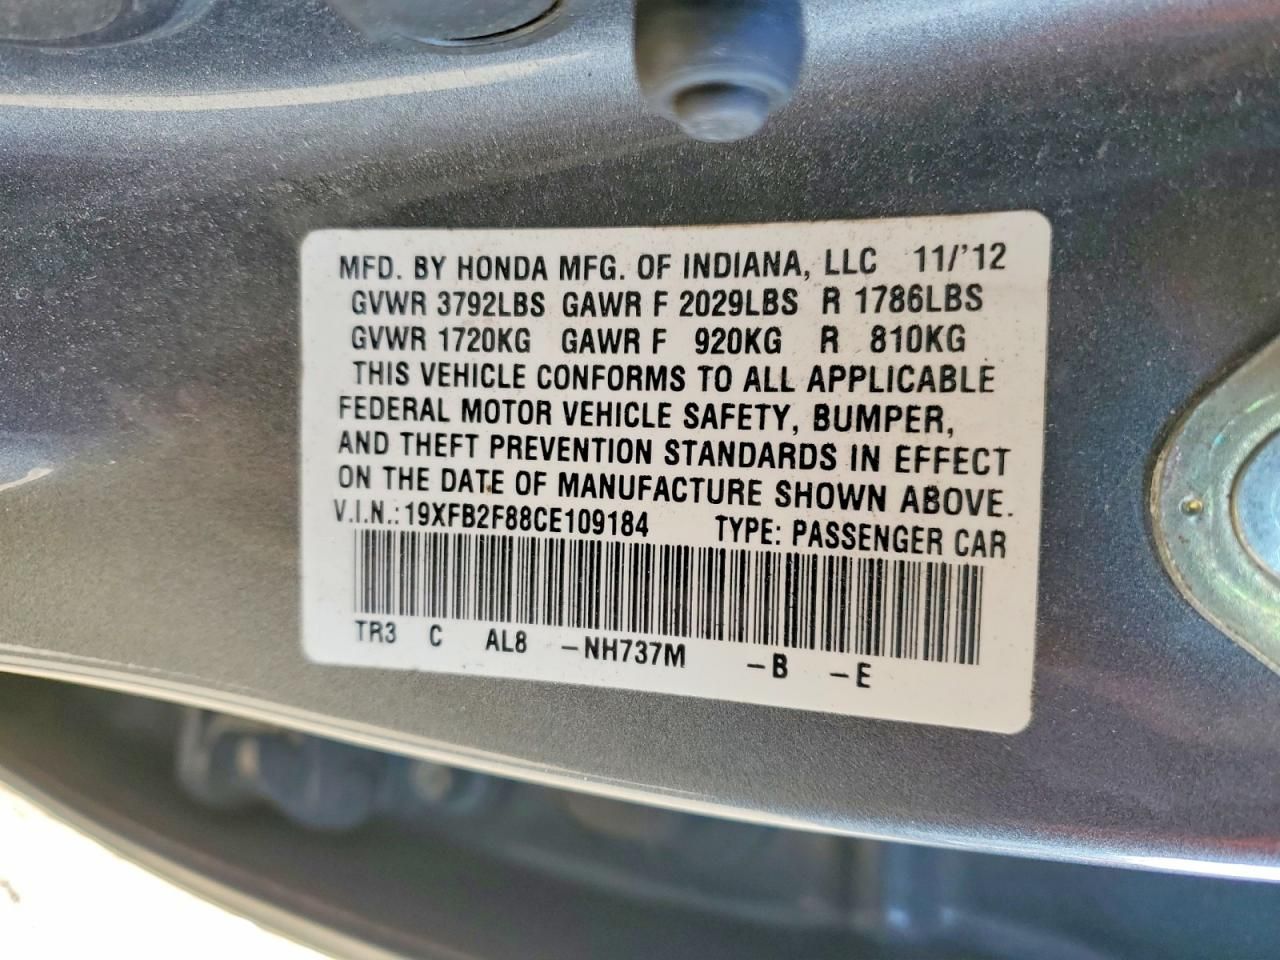 MFD. BY HONDA MFG. OF INDIANA, LLC 11/'12
GVWR 3792LBS GAWR F 2029LBS R 1786LBS
GVWR 1720KG GAWR F 920KG R 810KG
THIS VEHICLE CONFORMS TO ALL APPLICABLE
FEDERAL MOTOR VEHICLE SAFETY, BUMPER,
AND THEFT PREVENTION STANDARDS IN EFFECT
ON THE DATE OF MANUFACTURE SHOWN ABOVE.
V.I.N.: 19XFB2F88CE109184 TYPE: PASSENGER CAR
TR3 C AL8 -NH737M -B -E